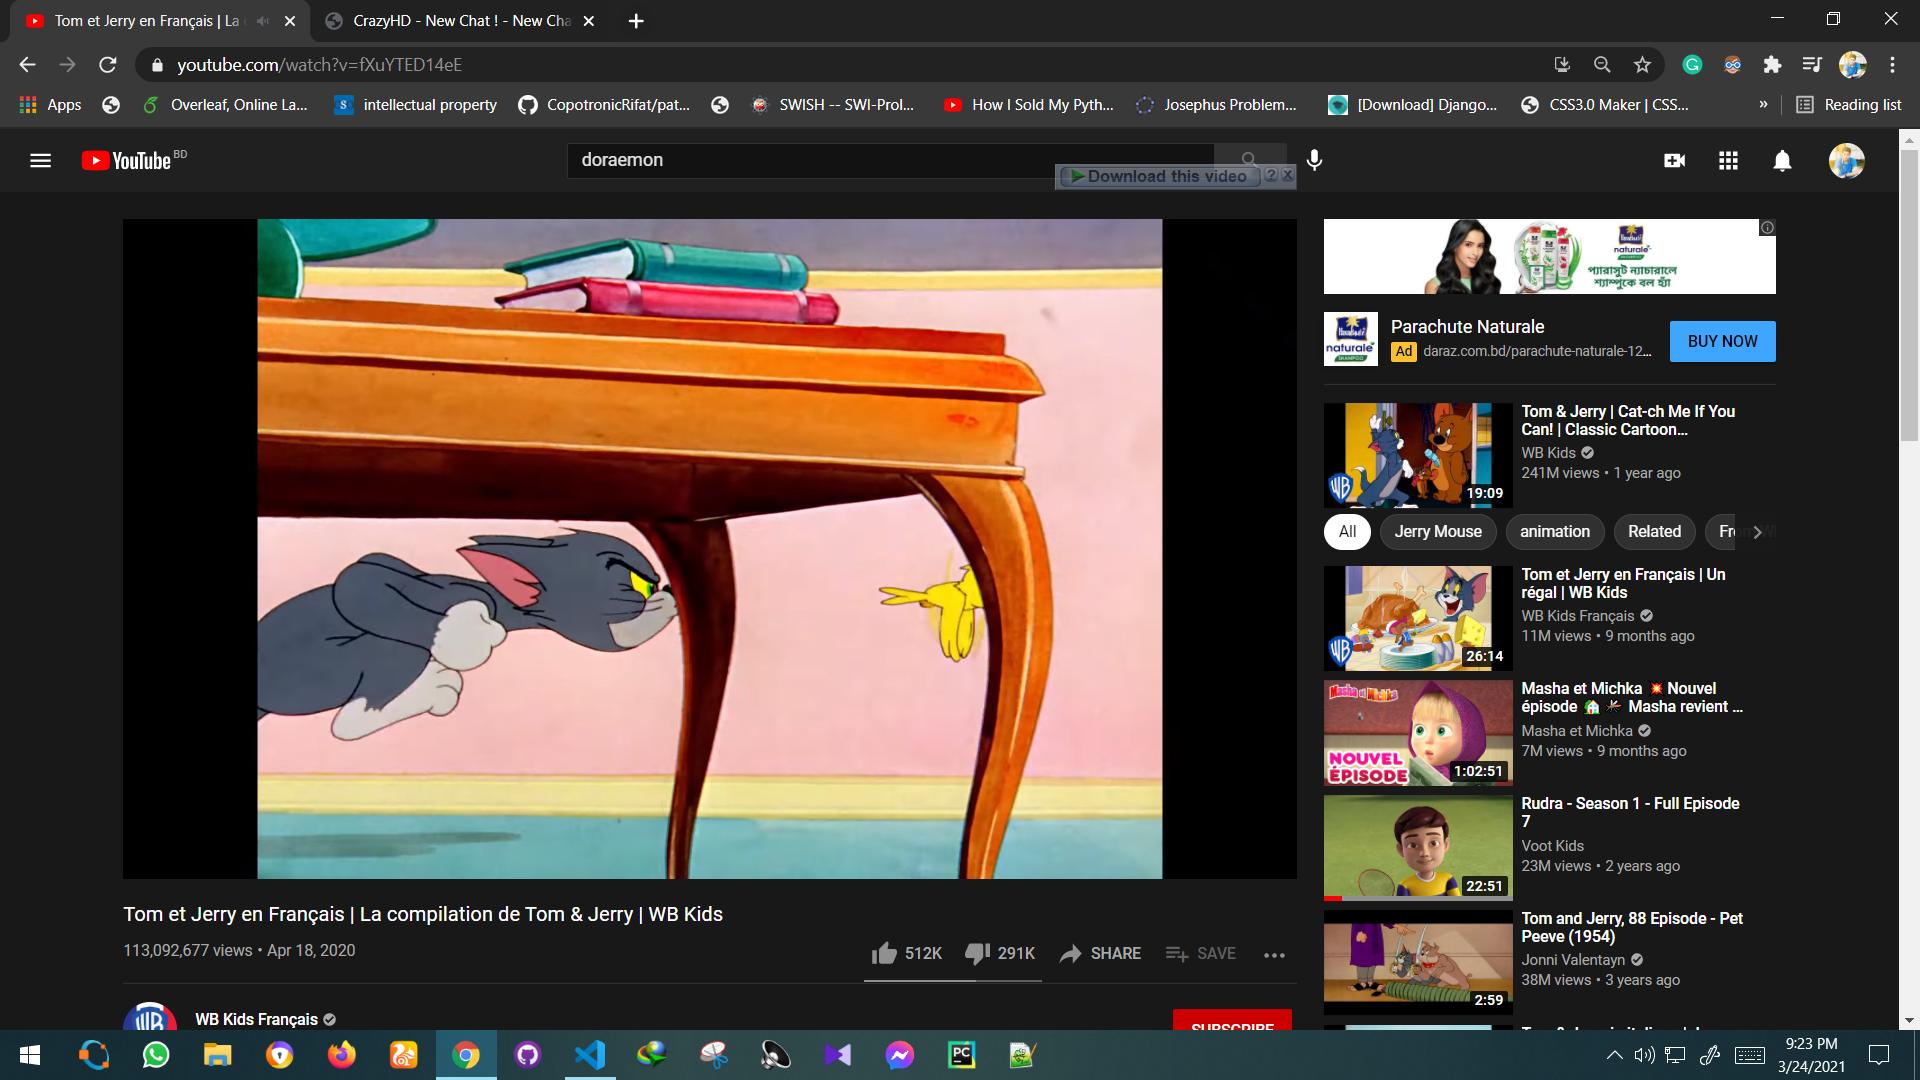 Tom et Jerry en Français | La
CrazyHD - New Chat ! - New Cha
youtube.com/watch?v=fXuYTED14eE
Apps
Overleaf, Online La...
intellectual property
CopotronicRifat/pat...
SWISH -- SWI-Prol...
How I Sold My Pyth...
Josephus Problem...
[Download] Django...
CSS3.0 Maker | CSS...
»
Reading list
YouTube BD
doraemon
Download this video
প্যারাসুট ন্যাচারালে
শ্যাম্পুকে বল হ্যাঁ
Parachute Naturale
Ad daray.com.bd/parachute-naturale-12...
BUY NOW
Tom & Jerry | Cat-ch Me If You
Can! | Classic Cartoon...
WB Kids
241M views • 1 year ago
19:09
All
Jerry Mouse
animation
Related
Tom et Jerry en Français | Un
régal | WB Kids
WB Kids Français
11M views • 9 months ago
26:14
Masha et Michka
Masha et Michka 💥 Nouvel
épisode 🏠 🦟 Masha revient ...
Masha et Michka
7M views • 9 months ago
NOUVEL
ÉPISODE
1:02:51
Rudra - Season 1 - Full Episode
7
Voot Kids
23M views • 2 years ago
22:51
Tom and Jerry, 88 Episode - Pet
Peeve (1954)
Jonni Valentayn
38M views • 3 years ago
2:59
Tom et Jerry en Français | La compilation de Tom & Jerry | WB Kids
113,092,677 views • Apr 18, 2020
512K
291K
SHARE
SAVE
WB Kids Français
SUBSCRIBE
9:23 PM
3/24/2021